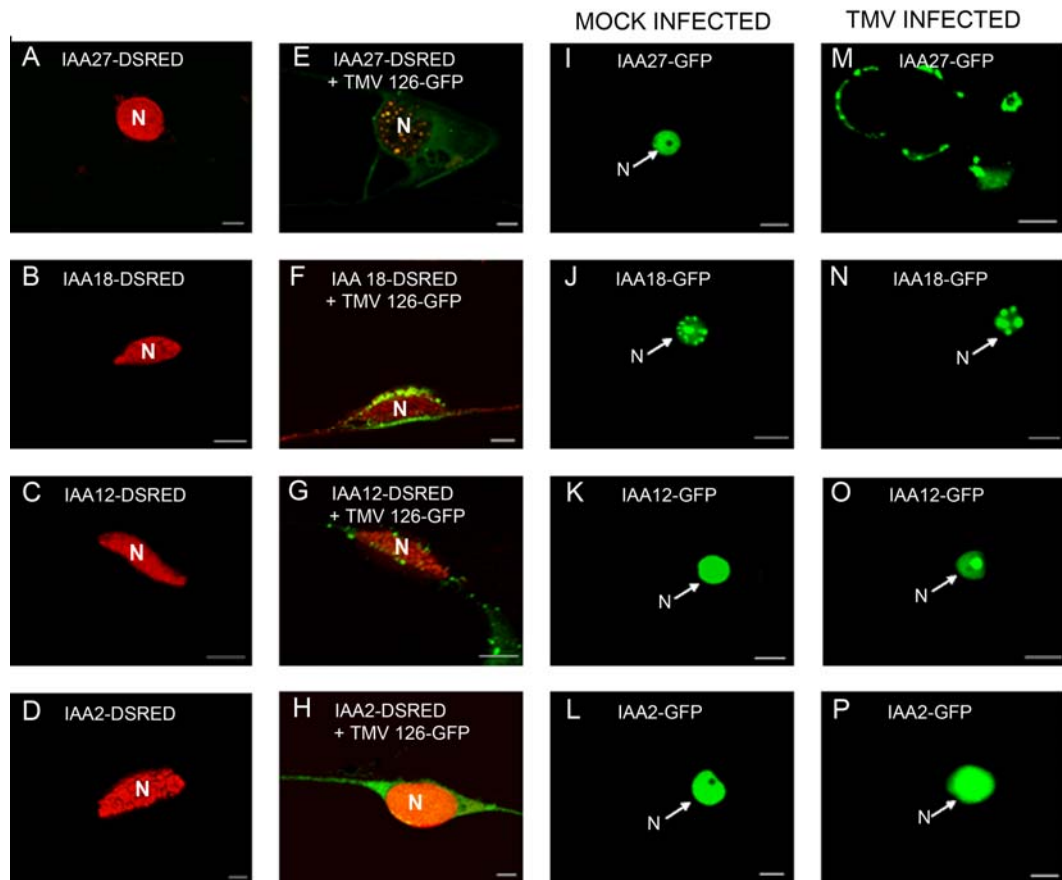 MOCK INFECTED TMV INFECTED
A IAA27-DSRED
N
E IAA27-DSRED
+ TMV 126-GFP
N
I IAA27-GFP
N
M IAA27-GFP
B IAA18-DSRED
N
F IAA 18-DSRED
+ TMV 126-GFP
N
J IAA18-GFP
N
N IAA18-GFP
N
C IAA12-DSRED
N
G IAA12-DSRED
+ TMV 126-GFP
N
K IAA12-GFP
N
O IAA12-GFP
N
D IAA2-DSRED
N
H IAA2-DSRED
+ TMV 126-GFP
N
L IAA2-GFP
N
P IAA2-GFP
N